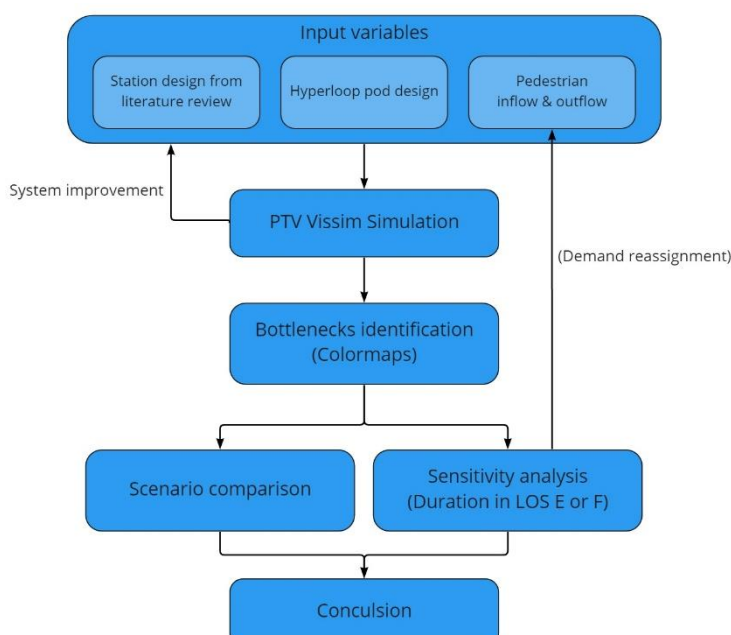 Input variables
Station design from
literature review
Hyperloop pod design
Pedestrian
inflow & outflow
System improvement
PTV Vissim Simulation
(Demand reassignment)
Bottlenecks identification
(Colormaps)
Scenario comparison
Sensitivity analysis
(Duration in LOS E or F)
Conculsion